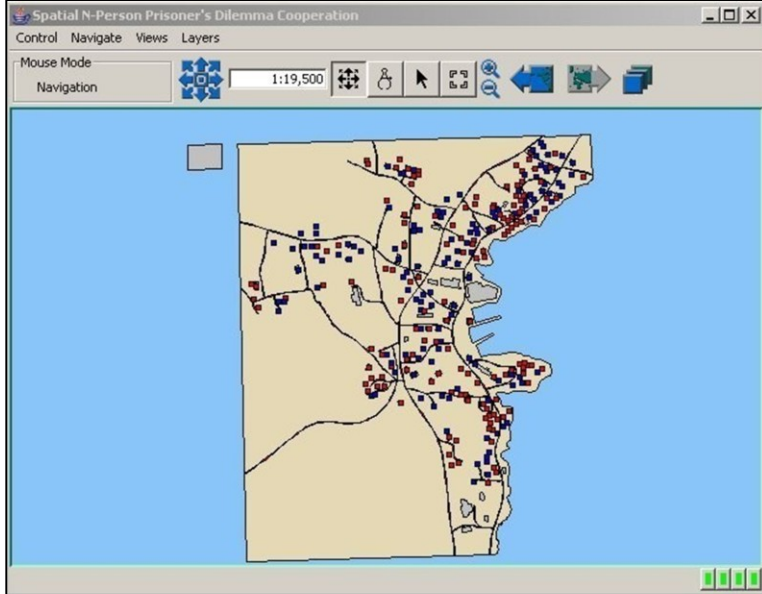 Spatial N-Person Prisoner's Dilemma Cooperation
Control Navigate Views Layers
Mouse Mode
Navigation
1:19,500